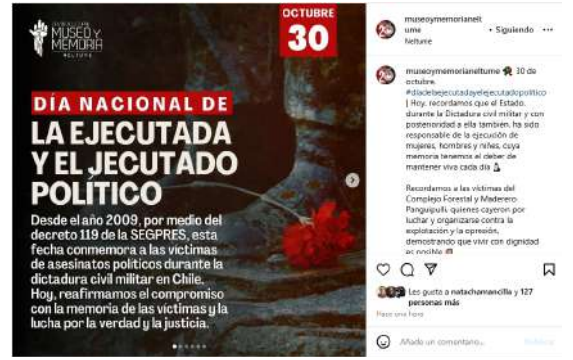 MUSEO Y
MEMORIA
NELTUME
OCTUBRE
30
DÍA NACIONAL DE
LA EJECUTADA
Y EL JECUTADO
POLÍTICO
Desde el año 2009, por medio del
decreto 119 de la SEGPRES, esta
fecha conmemora a las víctimas
de asesinatos políticos durante la
dictadura civil militar en Chile.
Hoy, reafirmamos el compromiso
con la memoria de las víctimas y la
lucha por la verdad y la justicia.
museoymemorianelt
ume • Siguiendo
Neltume
museoymemorianeltume 30 de
octubre.
#díadelaejecutadayelejecutadopolítico
| Hoy, recordamos que el Estado,
durante la Dictadura civil militar y con
posterioridad a ella también, ha sido
responsable de la ejecución de
mujeres, hombres y niñes, cuya
memoria tenemos el deber de
mantener viva cada día
Recordamos a las víctimas del
Complejo Forestal y Maderero
Panguipulli, quienes cayeron por
luchar y organizarse contra la
explotación y la opresión,
demostrando que vivir con dignidad
es posible
Les gusta a natachamancilla y 127
personas más
Hace una hora
Añade un comentario...